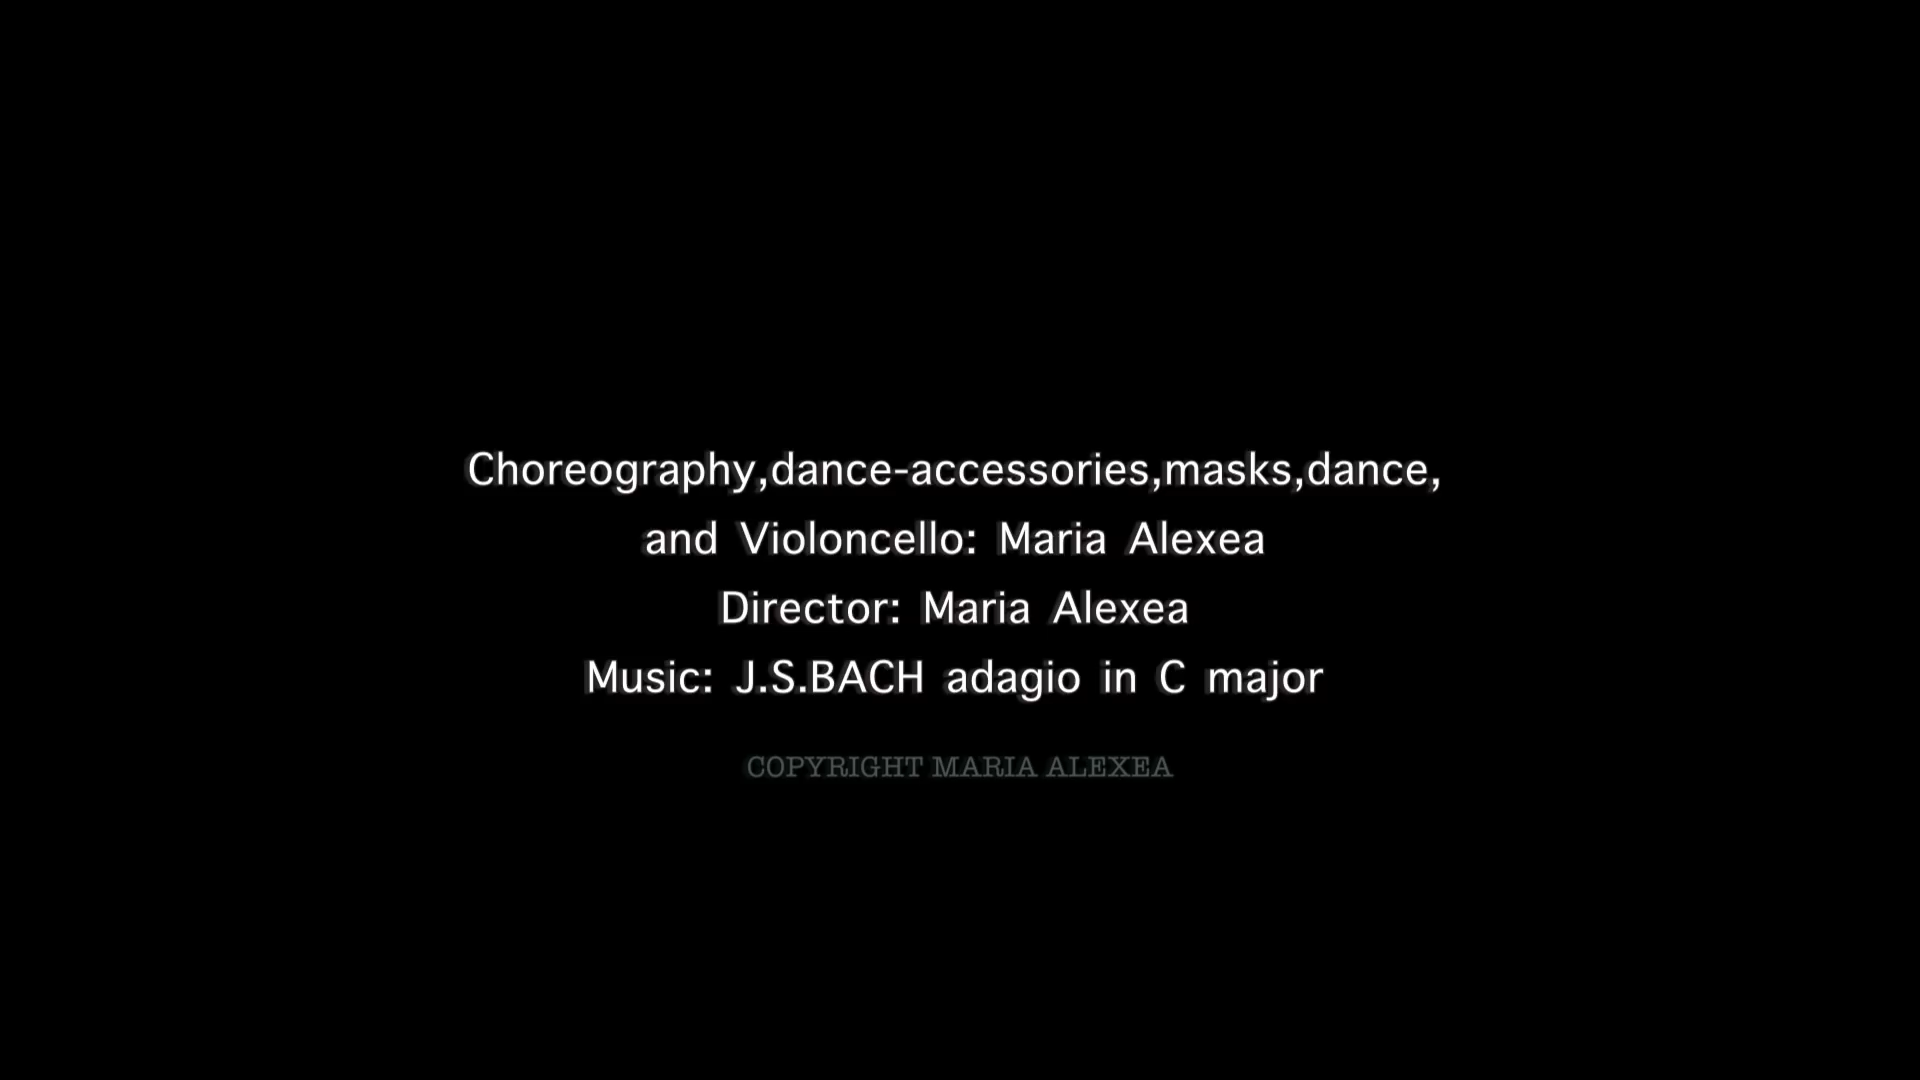 Choreography,dance-accessories,masks,dance,
and Violoncello: Maria Alexea
Director: Maria Alexea
Music: J.S.BACH adagio in C major
COPYRIGHT MARIA ALEXEA